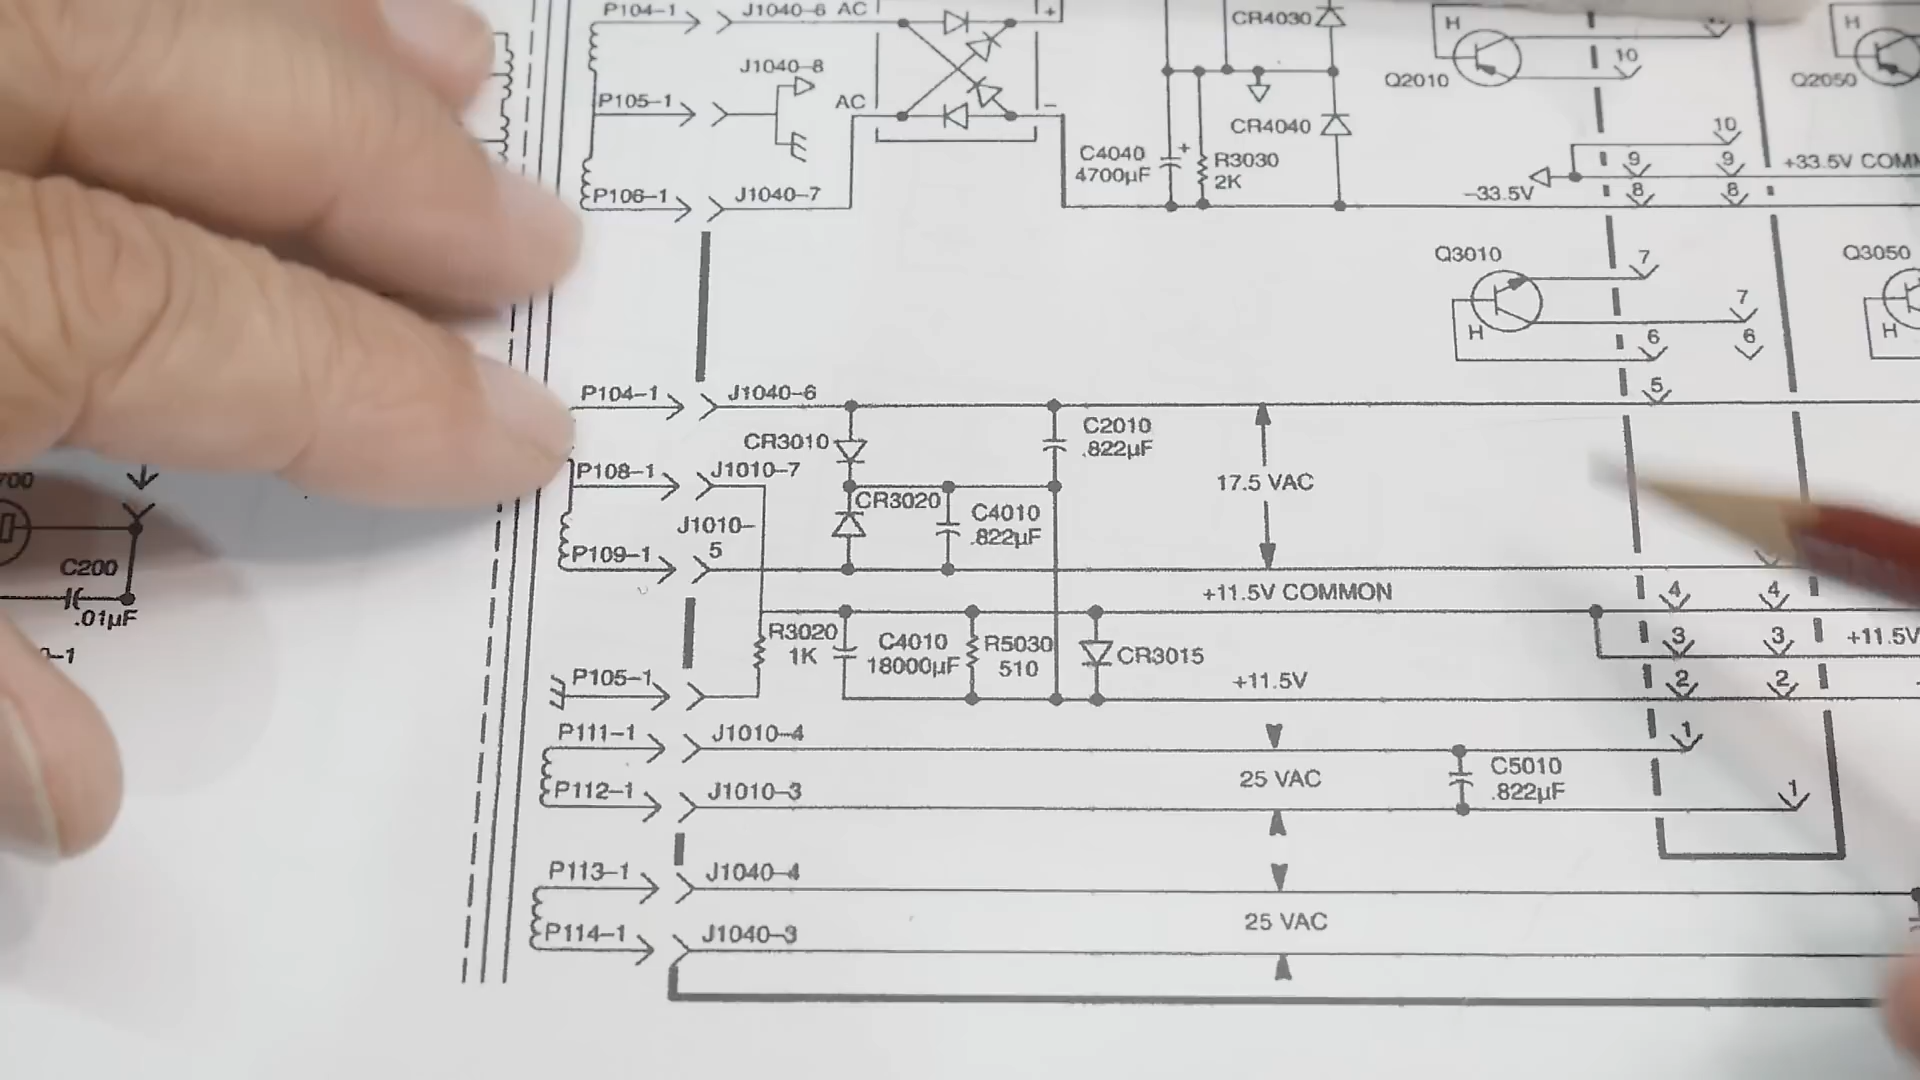 P104-1
J1040-6
AC
+
CR4030
H
10
Q2010
H
Q2050
J1040-8
P105-1
AC
−
CR4040
C4040
4700µF
+
R3030
2K
10
9
9
+33.5V COMM
-33.5V
8
8
P106-1
J1040-7
Q3010
7
H
7
6
6
Q3050
H
5
P104-1
J1040-6
CR3010
C2010
.822µF
P108-1
J1010-7
17.5 VAC
CR3020
C4010
.822µF
J1010-
5
P109-1
+11.5V COMMON
4
4
R3020
1K
C4010
18000µF
R5030
510
CR3015
3
3
+11.5V
+11.5V
2
2
P105-1
P111-1
J1010-4
1
25 VAC
C5010
.822µF
P112-1
J1010-3
1
P113-1
J1040-4
25 VAC
P114-1
J1040-3
700
C200
.01µF
-1